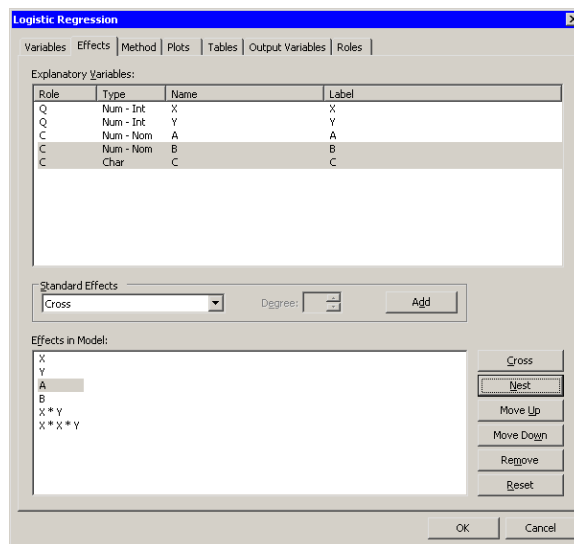 Logistic Regression
Variables Effects Method Plots Tables Output Variables Roles
Explanatory Variables:
Role Type Name Label
Q Num - Int X X
Q Num - Int Y Y
C Num - Nom A A
C Num - Nom B B
C Char C C
Standard Effects
Cross Degree: Add
Effects in Model:
X
Y
A
B
X * Y
X * X * Y
Cross
Nest
Move Up
Move Down
Remove
Reset
OK Cancel